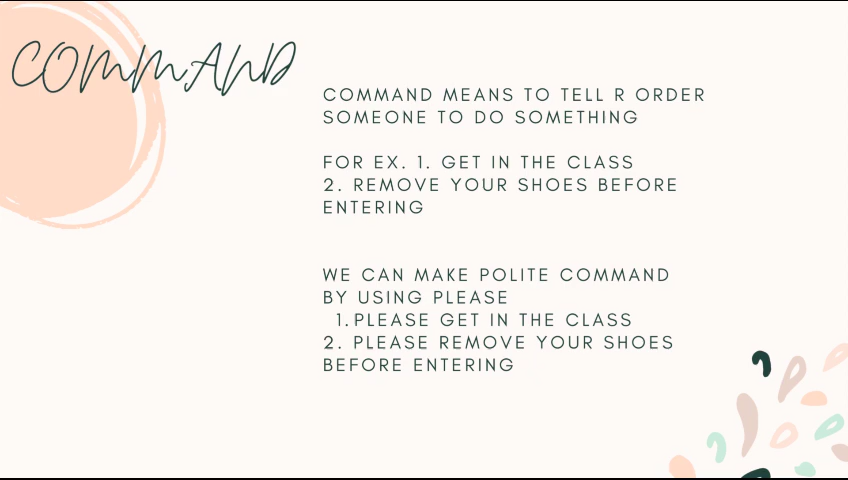 COMMAND
COMMAND MEANS TO TELL R ORDER
SOMEONE TO DO SOMETHING
FOR EX. 1. GET IN THE CLASS
2. REMOVE YOUR SHOES BEFORE
ENTERING
WE CAN MAKE POLITE COMMAND
BY USING PLEASE
1.PLEASE GET IN THE CLASS
2. PLEASE REMOVE YOUR SHOES
BEFORE ENTERING